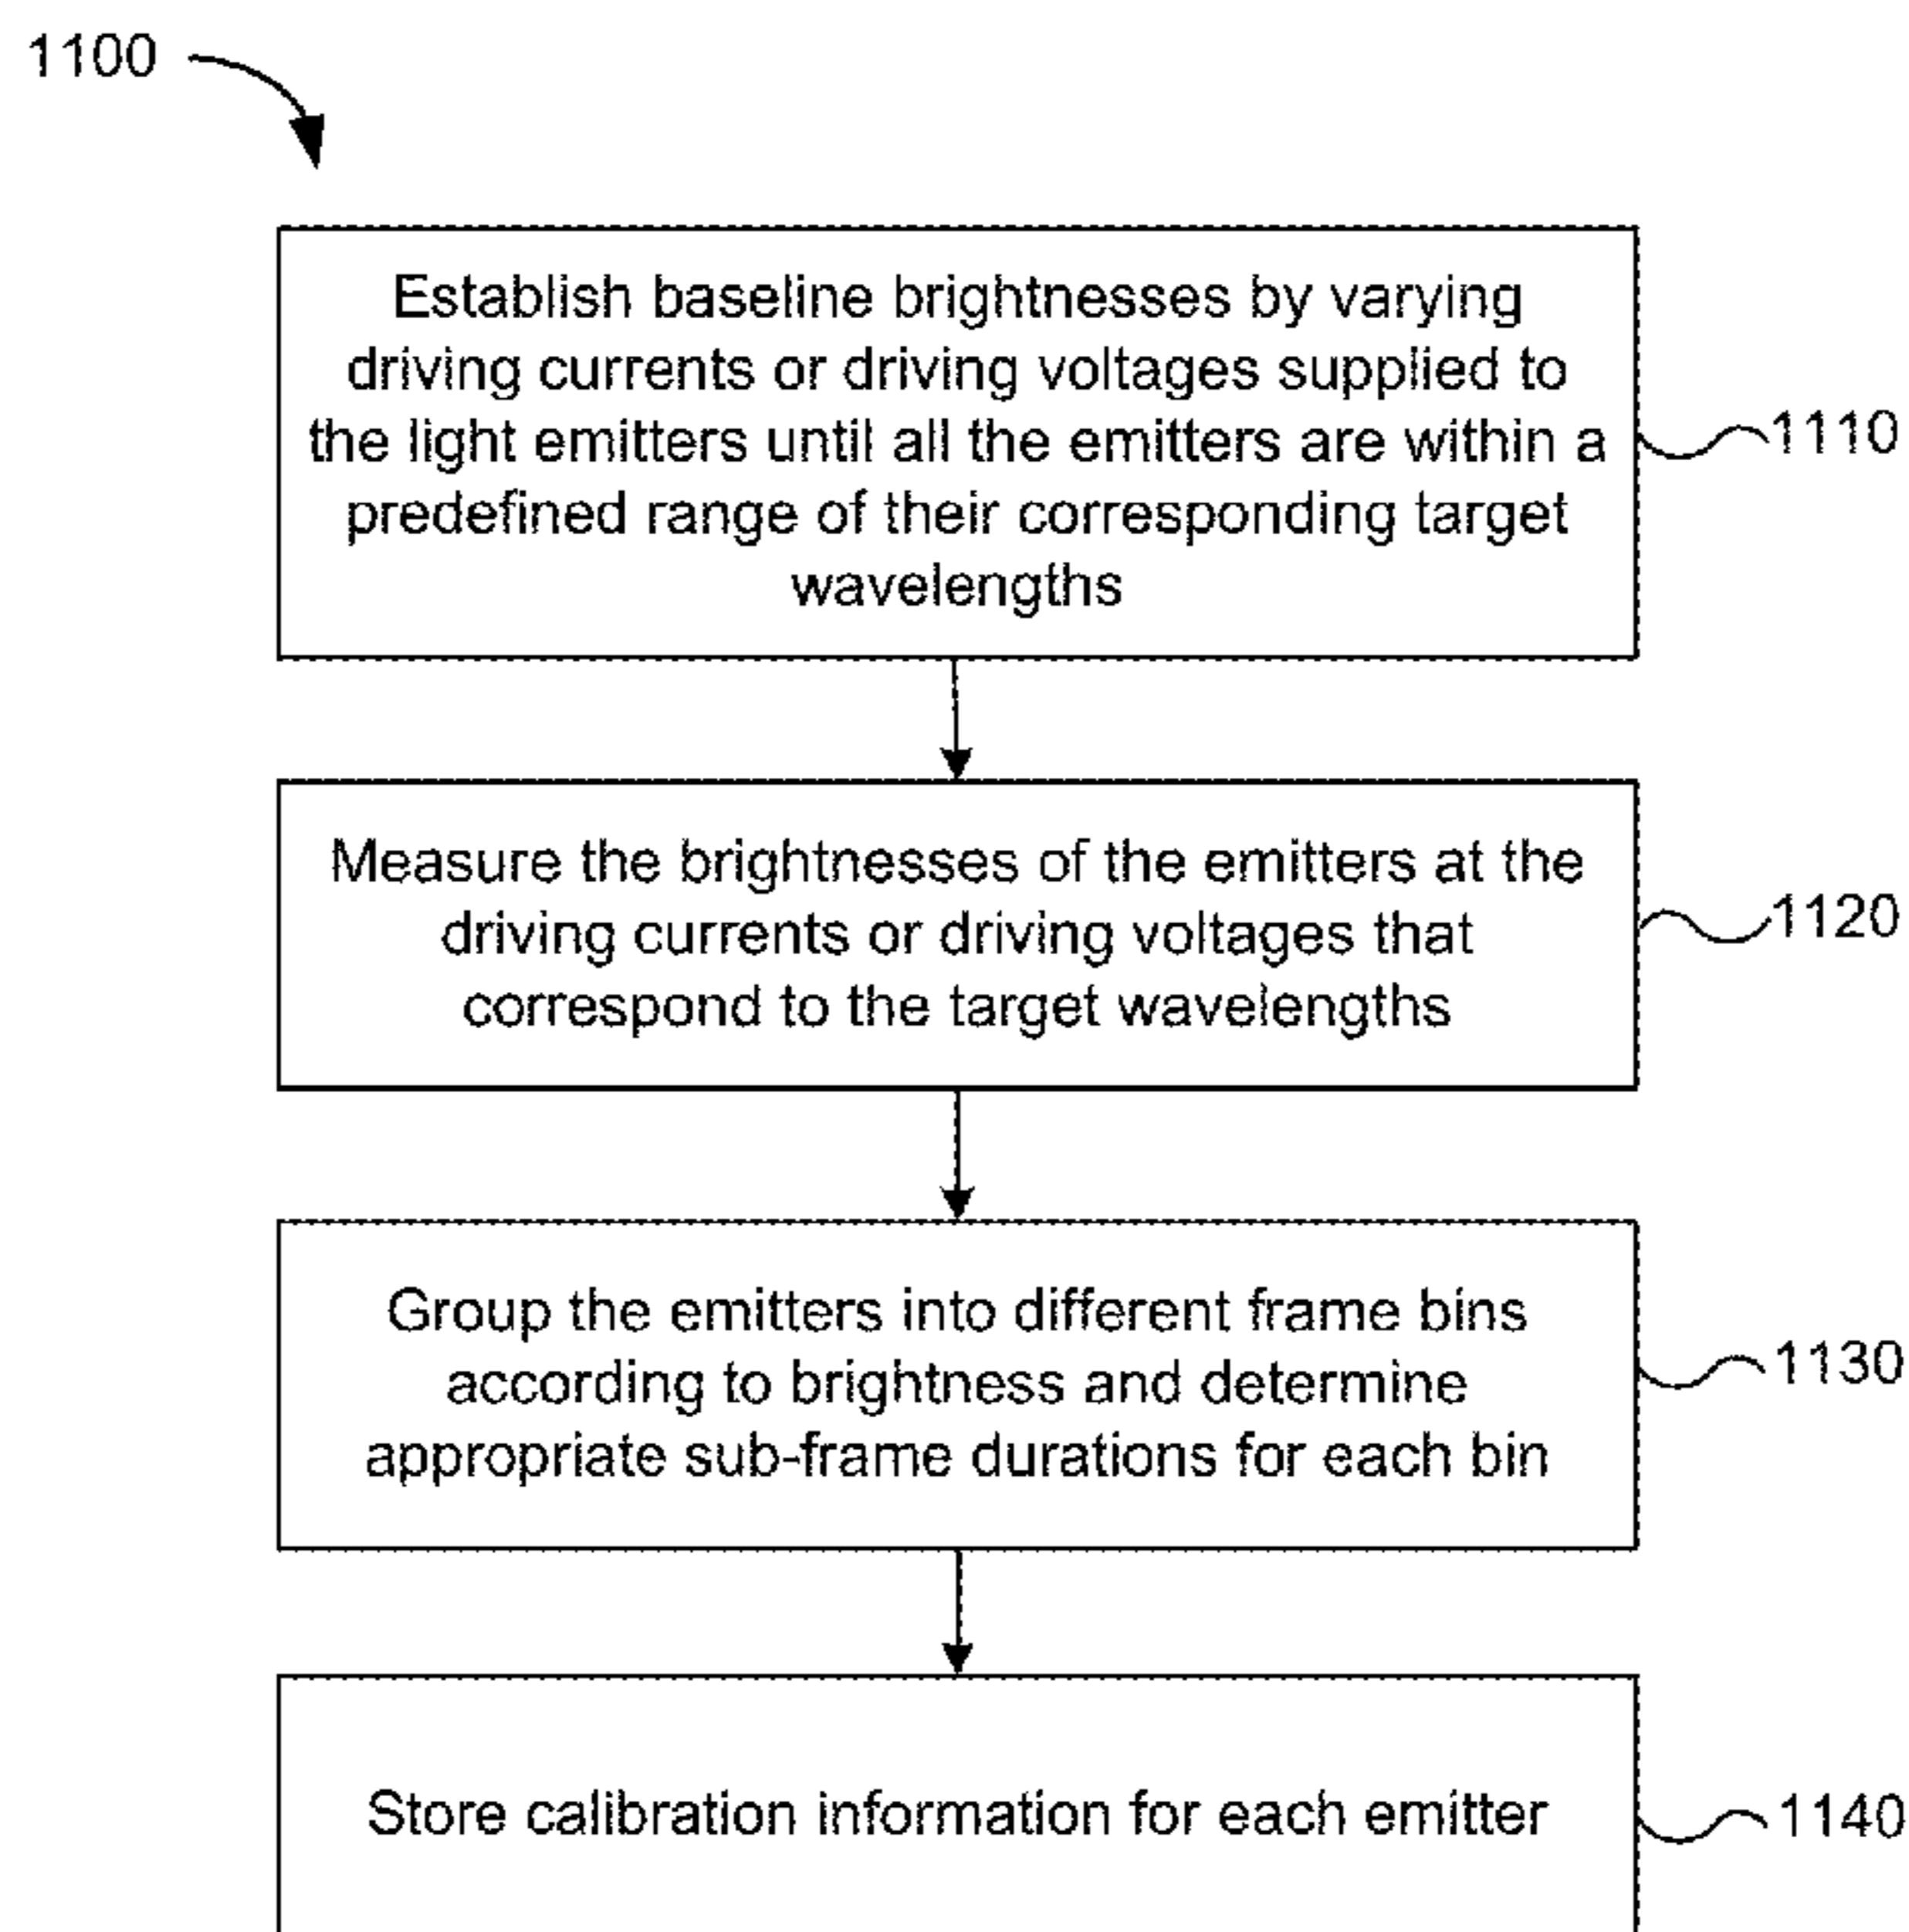 1100
Establish baseline brightnesses by varying
driving currents or driving voltages supplied to
the light emitters until all the emitters are within a
predefined range of their corresponding target
wavelengths
1110
Measure the brightnesses of the emitters at the
driving currents or driving voltages that
correspond to the target wavelengths
1120
Group the emitters into different frame bins
according to brightness and determine
appropriate sub-frame durations for each bin
1130
Store calibration information for each emitter
1140